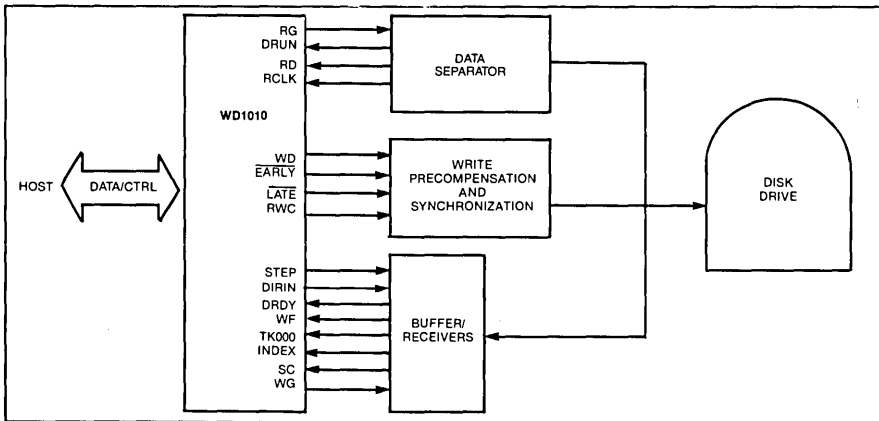 RG
DRUN
RD
RCLK
DATA
SEPARATOR
WD1010
HOST
DATA/CTRL
WD
EARLY
LATE
RWC
WRITE
PRECOMPENSATION
AND
SYNCHRONIZATION
DISK
DRIVE
STEP
DIRIN
DRDY
WF
TK000
INDEX
SC
WG
BUFFER/
RECEIVERS